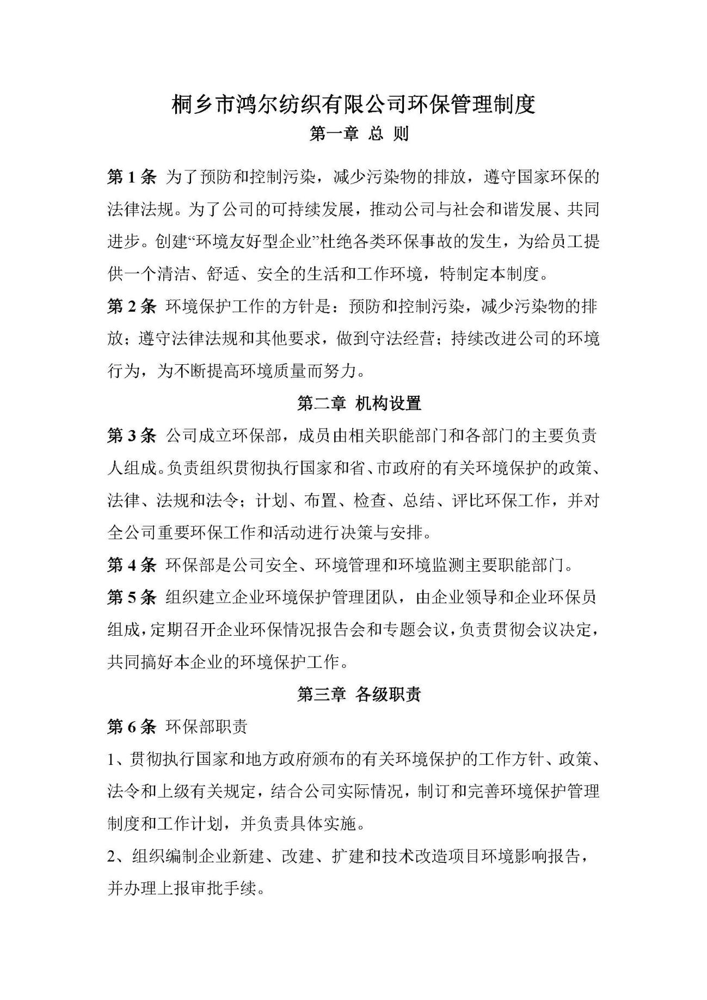 桐乡市鸿尔纺织有限公司环保管理制度
第一章 总 则
第 1 条 为了预防和控制污染，减少污染物的排放，遵守国家环保的
法律法规。为了公司的可持续发展，推动公司与社会和谐发展、共同
进步。创建“环境友好型企业”杜绝各类环保事故的发生，为给员工提
供一个清洁、舒适、安全的生活和工作环境，特制定本制度。
第 2 条 环境保护工作的方针是：预防和控制污染，减少污染物的排
放；遵守法律法规和其他要求，做到守法经营；持续改进公司的环境
行为，为不断提高环境质量而努力。
第二章 机构设置
第 3 条 公司成立环保部，成员由相关职能部门和各部门的主要负责
人组成。负责组织贯彻执行国家和省、市政府的有关环境保护的政策、
法律、法规和法令；计划、布置、检查、总结、评比环保工作，并对
全公司重要环保工作和活动进行决策与安排。
第 4 条 环保部是公司安全、环境管理和环境监测主要职能部门。
第 5 条 组织建立企业环境保护管理团队，由企业领导和企业环保员
组成，定期召开企业环保情况报告会和专题会议，负责贯彻会议决定，
共同搞好本企业的环境保护工作。
第三章 各级职责
第 6 条 环保部职责
1、贯彻执行国家和地方政府颁布的有关环境保护的工作方针、政策、
法令和上级有关规定，结合公司实际情况，制订和完善环境保护管理
制度和工作计划，并负责具体实施。
2、组织编制企业新建、改建、扩建和技术改造项目环境影响报告，
并办理上报审批手续。